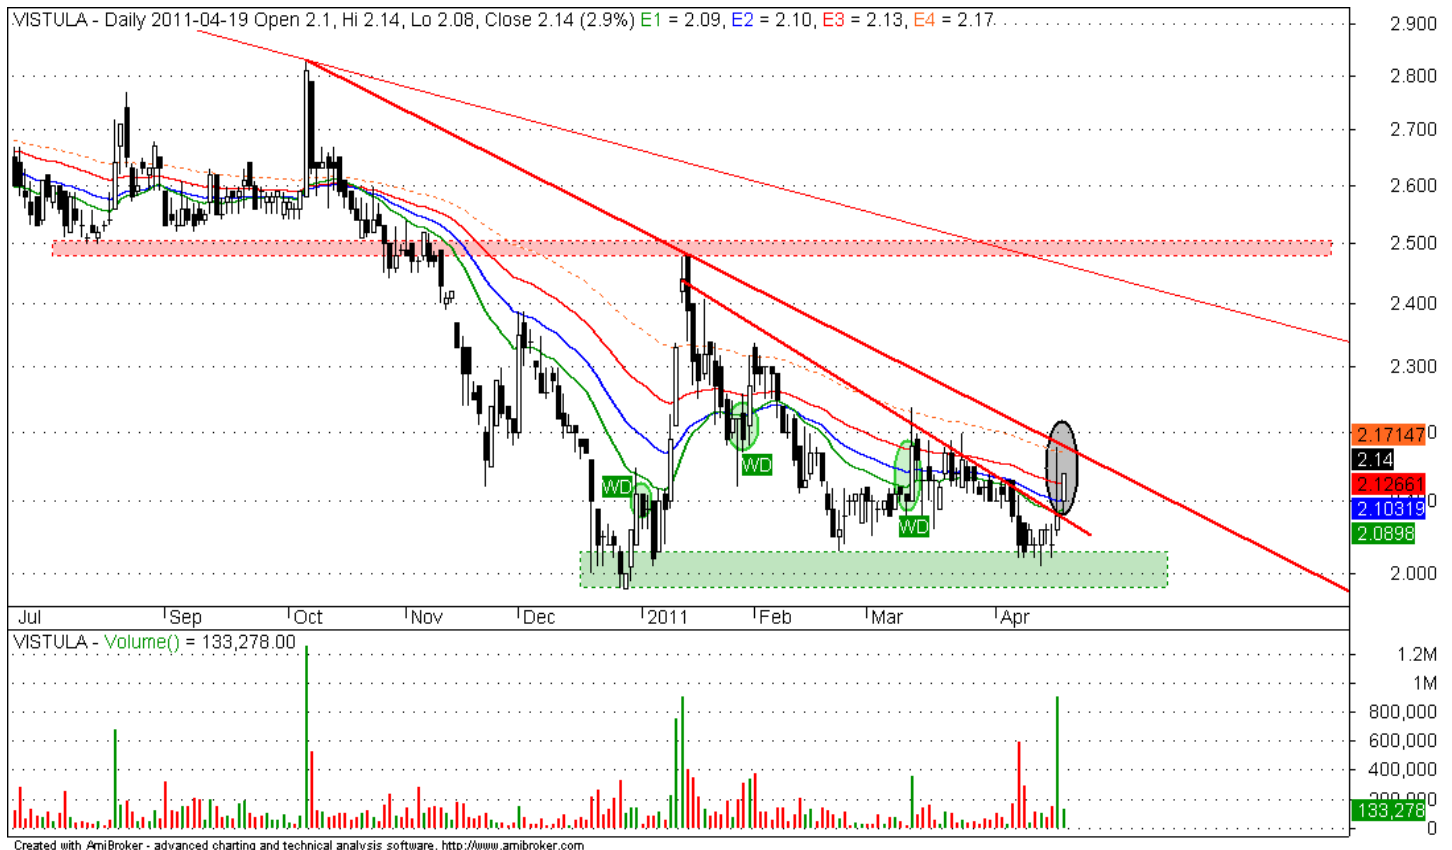 VISTULA - Daily 2011-04-19 Open 2.1, Hi 2.14, Lo 2.08, Close 2.14 (2.9%) E1 = 2.09, E2 = 2.10, E3 = 2.13, E4 = 2.17
2.900
2.800
2.700
2.600
2.500
2.400
2.300
2.17147
2.14
2.12661
2.10319
2.0898
2.000
WD
WD
WD
Jul Sep Oct Nov Dec 2011 Feb Mar Apr
VISTULA - Volume() = 133,278.00
1.2M
1M
800,000
600,000
400,000
200,000
133,278
0
Created with AmiBroker - advanced charting and technical analysis software. http://www.amibroker.com